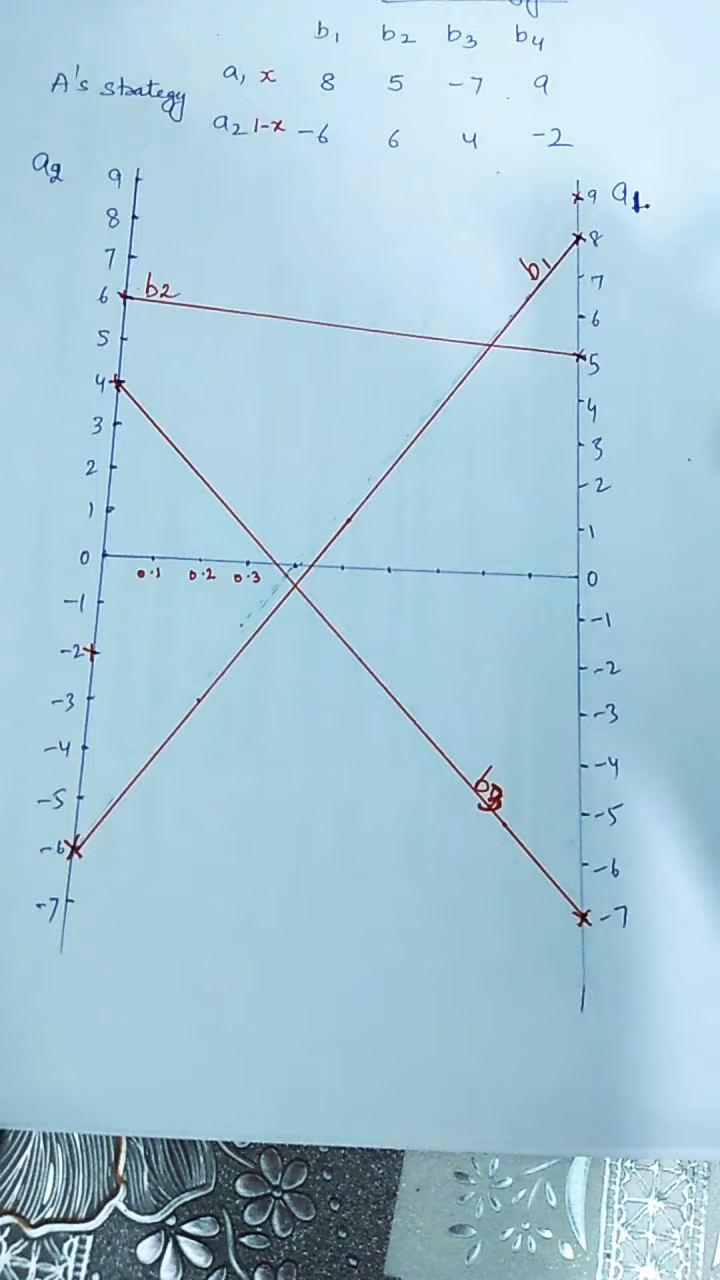 b1 b2 b3 b4
A's strategy a1 x 8 5 -7 9
a2 1-x -6 6 4 -2
a2 9 9 a1
8 8
7 b1 7
6 b2 6
5 5
4 4
3 3
2 2
1 1
0 0.1 0.2 0.3 0
-1 -1
-2 -2
-3 -3
-4 -4
-5 b3 -5
-6 -6
-7 -7